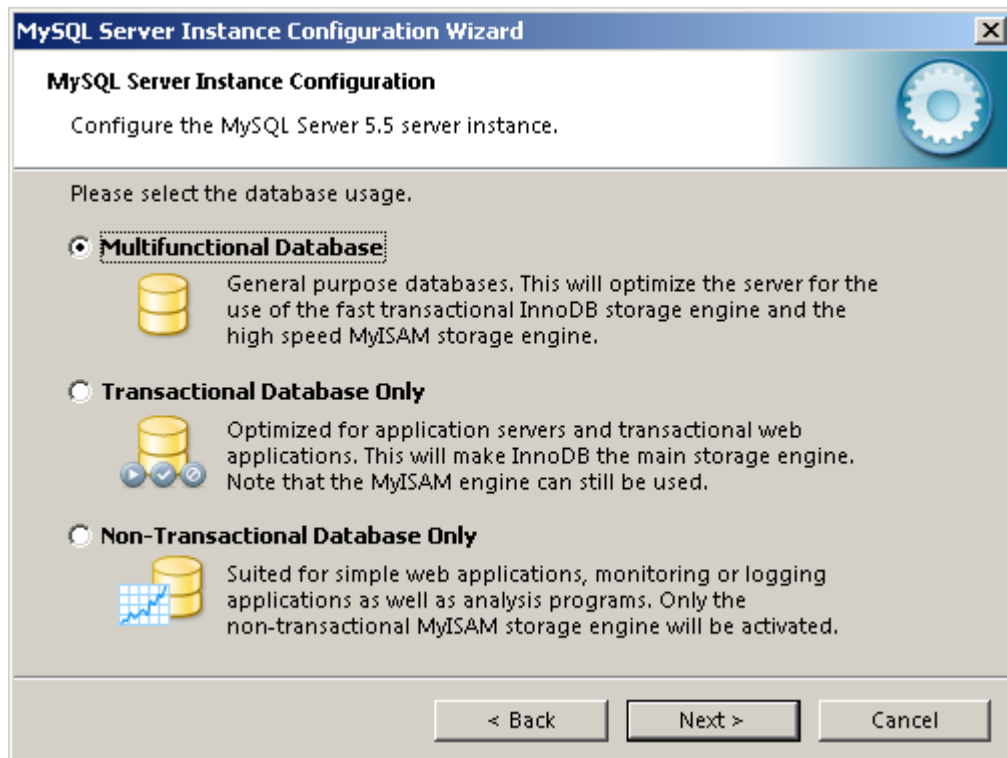 MySQL Server Instance Configuration Wizard
MySQL Server Instance Configuration
Configure the MySQL Server 5.5 server instance.
Please select the database usage.
Multifunctional Database
General purpose databases. This will optimize the server for the
use of the fast transactional InnoDB storage engine and the
high speed MyISAM storage engine.
Transactional Database Only
Optimized for application servers and transactional web
applications. This will make InnoDB the main storage engine.
Note that the MyISAM engine can still be used.
Non-Transactional Database Only
Suited for simple web applications, monitoring or logging
applications as well as analysis programs. Only the
non-transactional MyISAM storage engine will be activated.
< Back
Next >
Cancel